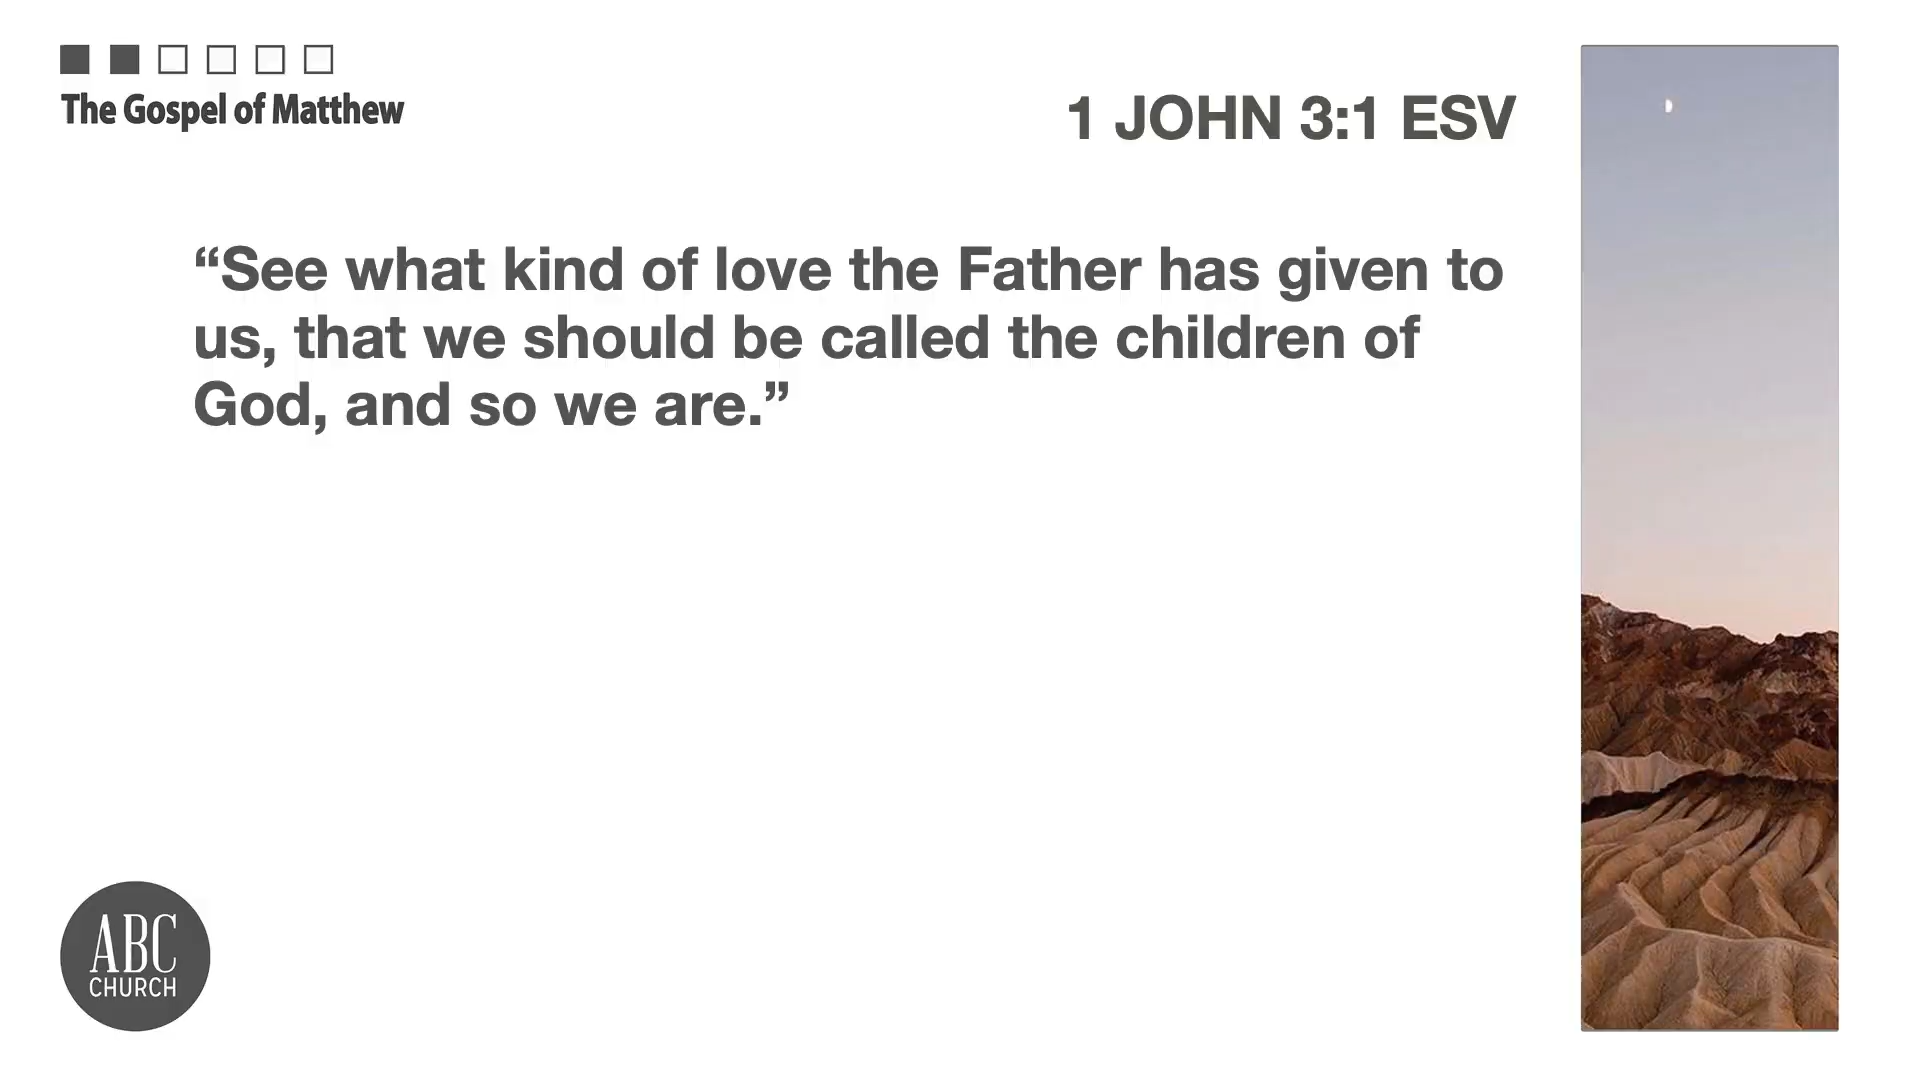 The Gospel of Matthew
1 JOHN 3:1 ESV
“See what kind of love the Father has given to
us, that we should be called the children of
God, and so we are.”
ABC
CHURCH